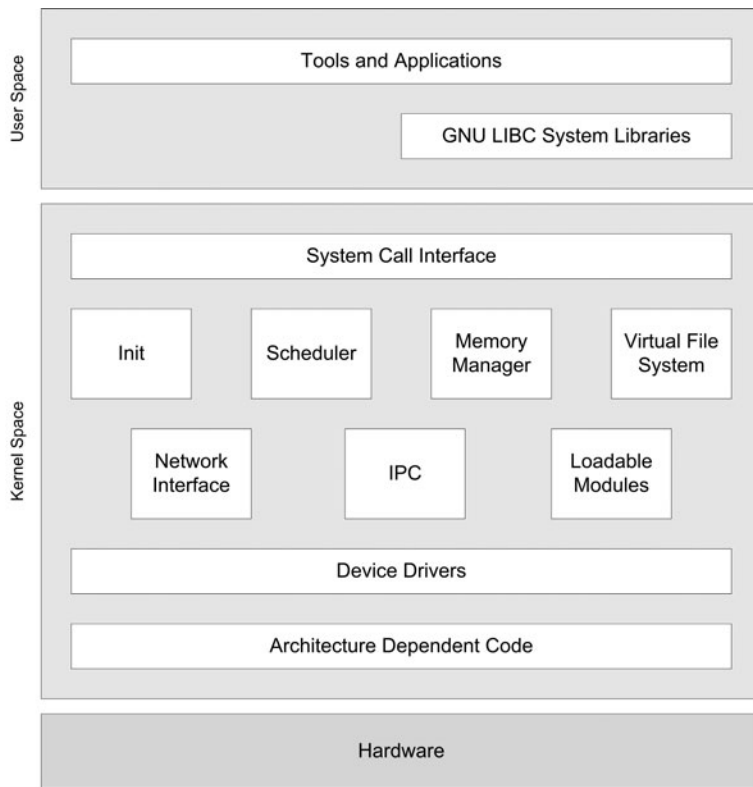 User Space
Tools and Applications
GNU LIBC System Libraries
Kernel Space
System Call Interface
Init
Scheduler
Memory
Manager
Virtual File
System
Network
Interface
IPC
Loadable
Modules
Device Drivers
Architecture Dependent Code
Hardware